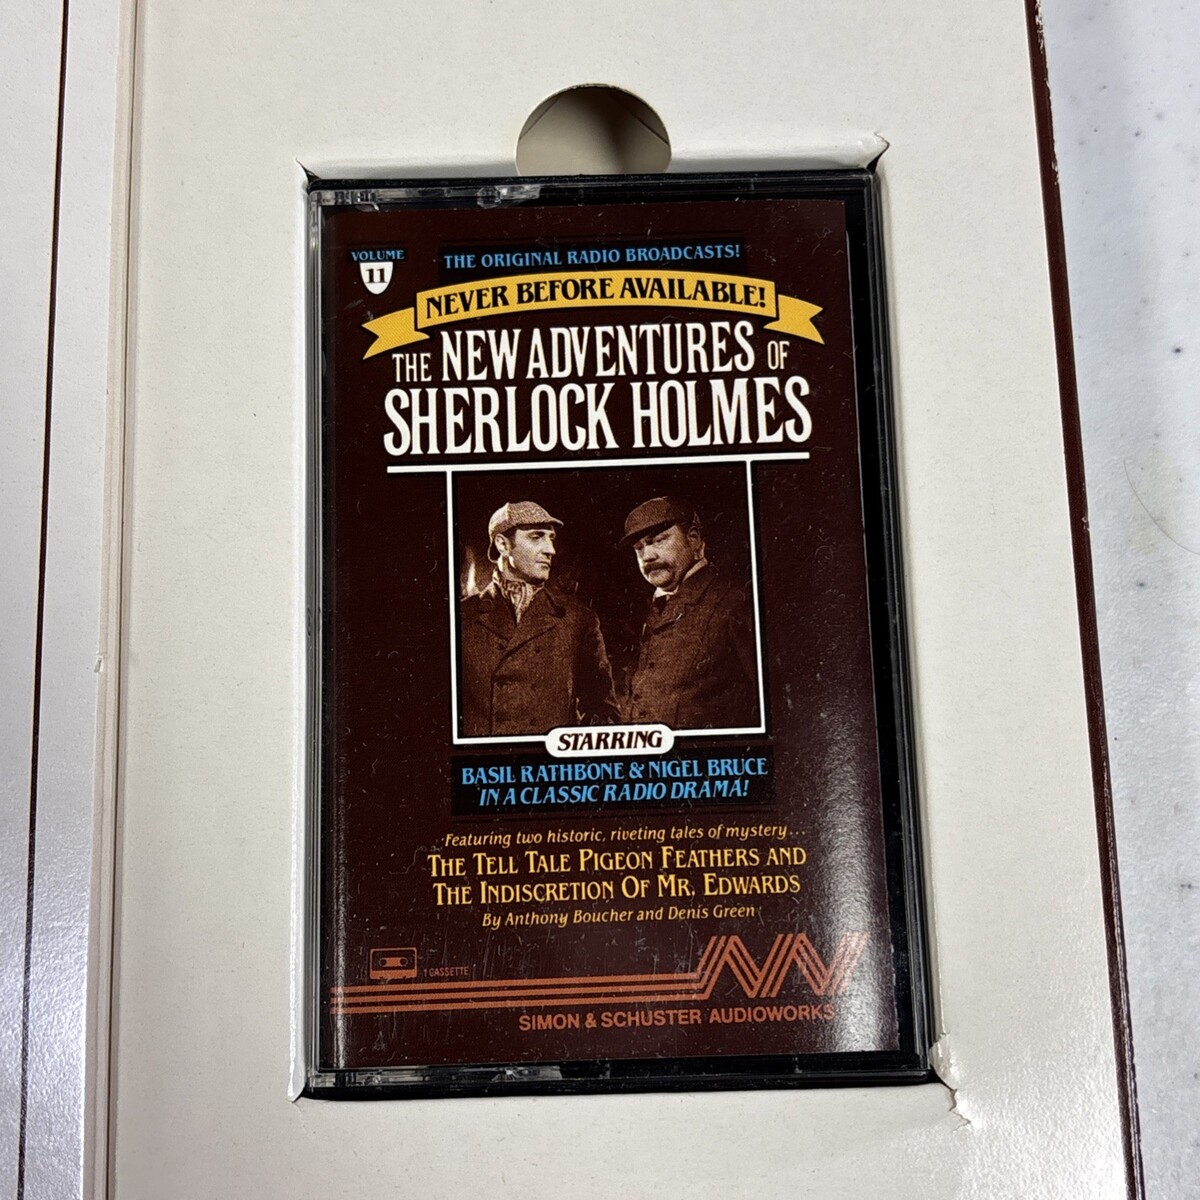 VOLUME
11
THE ORIGINAL RADIO BROADCASTS!
NEVER BEFORE AVAILABLE!
THE NEW ADVENTURES OF
SHERLOCK HOLMES
STARRING
BASIL RATHBONE & NIGEL BRUCE
IN A CLASSIC RADIO DRAMA!
Featuring two historic, riveting tales of mystery...
THE TELL TALE PIGEON FEATHERS AND
THE INDISCRETION OF MR. EDWARDS
By Anthony Boucher and Denis Green
1 CASSETTE
SIMON & SCHUSTER AUDIOWORKS